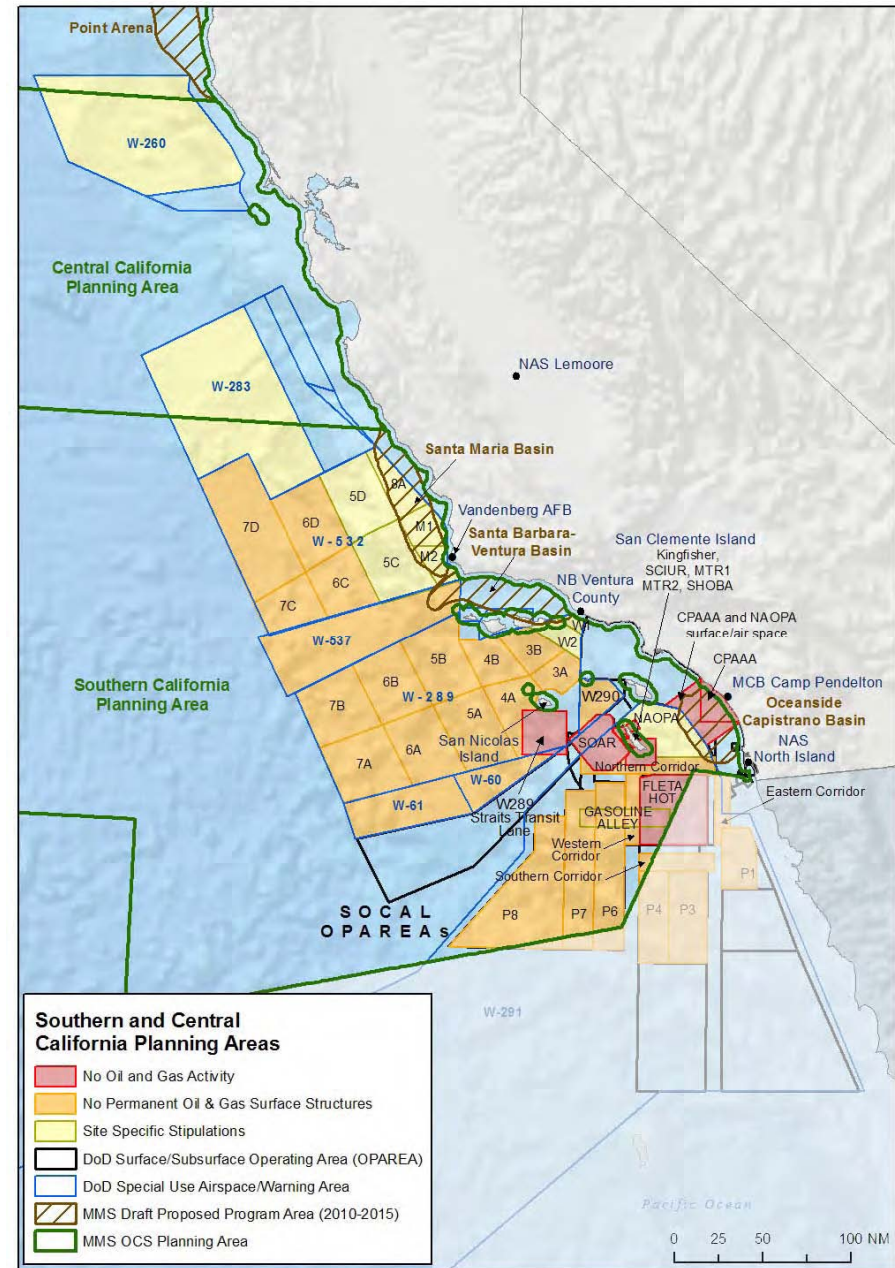 Point Arena
W-260
Central California
Planning Area
W-283
NAS Lemoore
Santa Maria Basin
8A
5D
7D
6D
W-532
M1
Vandenberg AFB
M2
Santa Barbara-
Ventura Basin
5C
6C
7C
San Clemente Island
Kingfisher,
SCIUR, MTR1
MTR2, SHOBA
NB Ventura
County
CPAAA and NAOPA
surface/air space
CPAAA
W1
W2
W-537
3B
5B
4B
3A
MCB Camp Pendelton
Oceanside
Capistrano Basin
Southern California
Planning Area
6B
W-289
W290
4A
7B
5A
NAOPA
NAS
North Island
San Nicolas
Island
SOAR
6A
7A
Northern Corridor
W-60
W-61
W289
Straits Transit
Lane
FLETA
HOT
Eastern Corridor
GASOLINE
ALLEY
Western
Corridor
Southern Corridor
P1
SOCAL
OPAREAs
P8
P7
P6
P4
P3
W-291
Southern and Central
California Planning Areas
No Oil and Gas Activity
No Permanent Oil & Gas Surface Structures
Site Specific Stipulations
DoD Surface/Subsurface Operating Area (OPAREA)
DoD Special Use Airspace/Warning Area
MMS Draft Proposed Program Area (2010-2015)
MMS OCS Planning Area
Pacific Ocean
0 25 50 100 NM